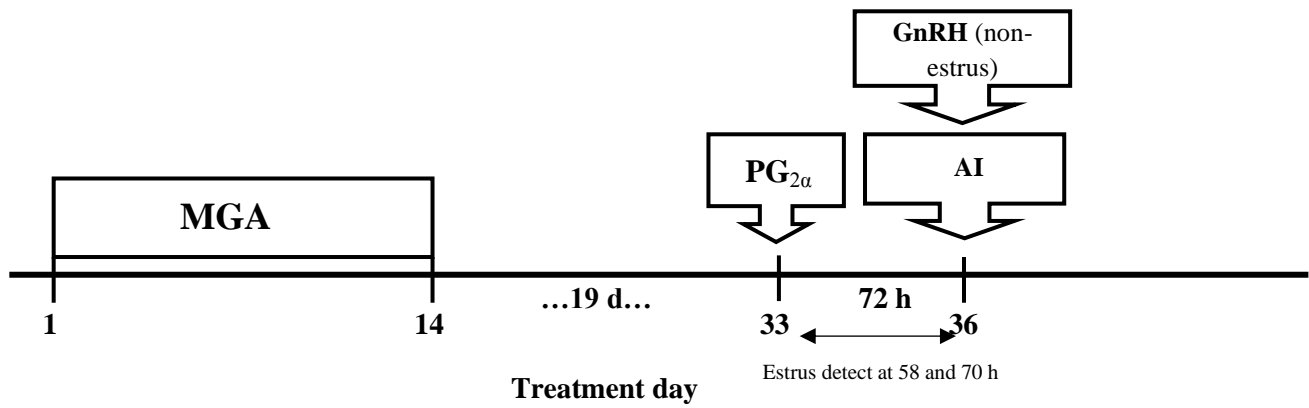 GnRH (non-
estrus)
PG2α
AI
MGA
…19 d…
72 h
1
14
33
36
Estrus detect at 58 and 70 h
Treatment day